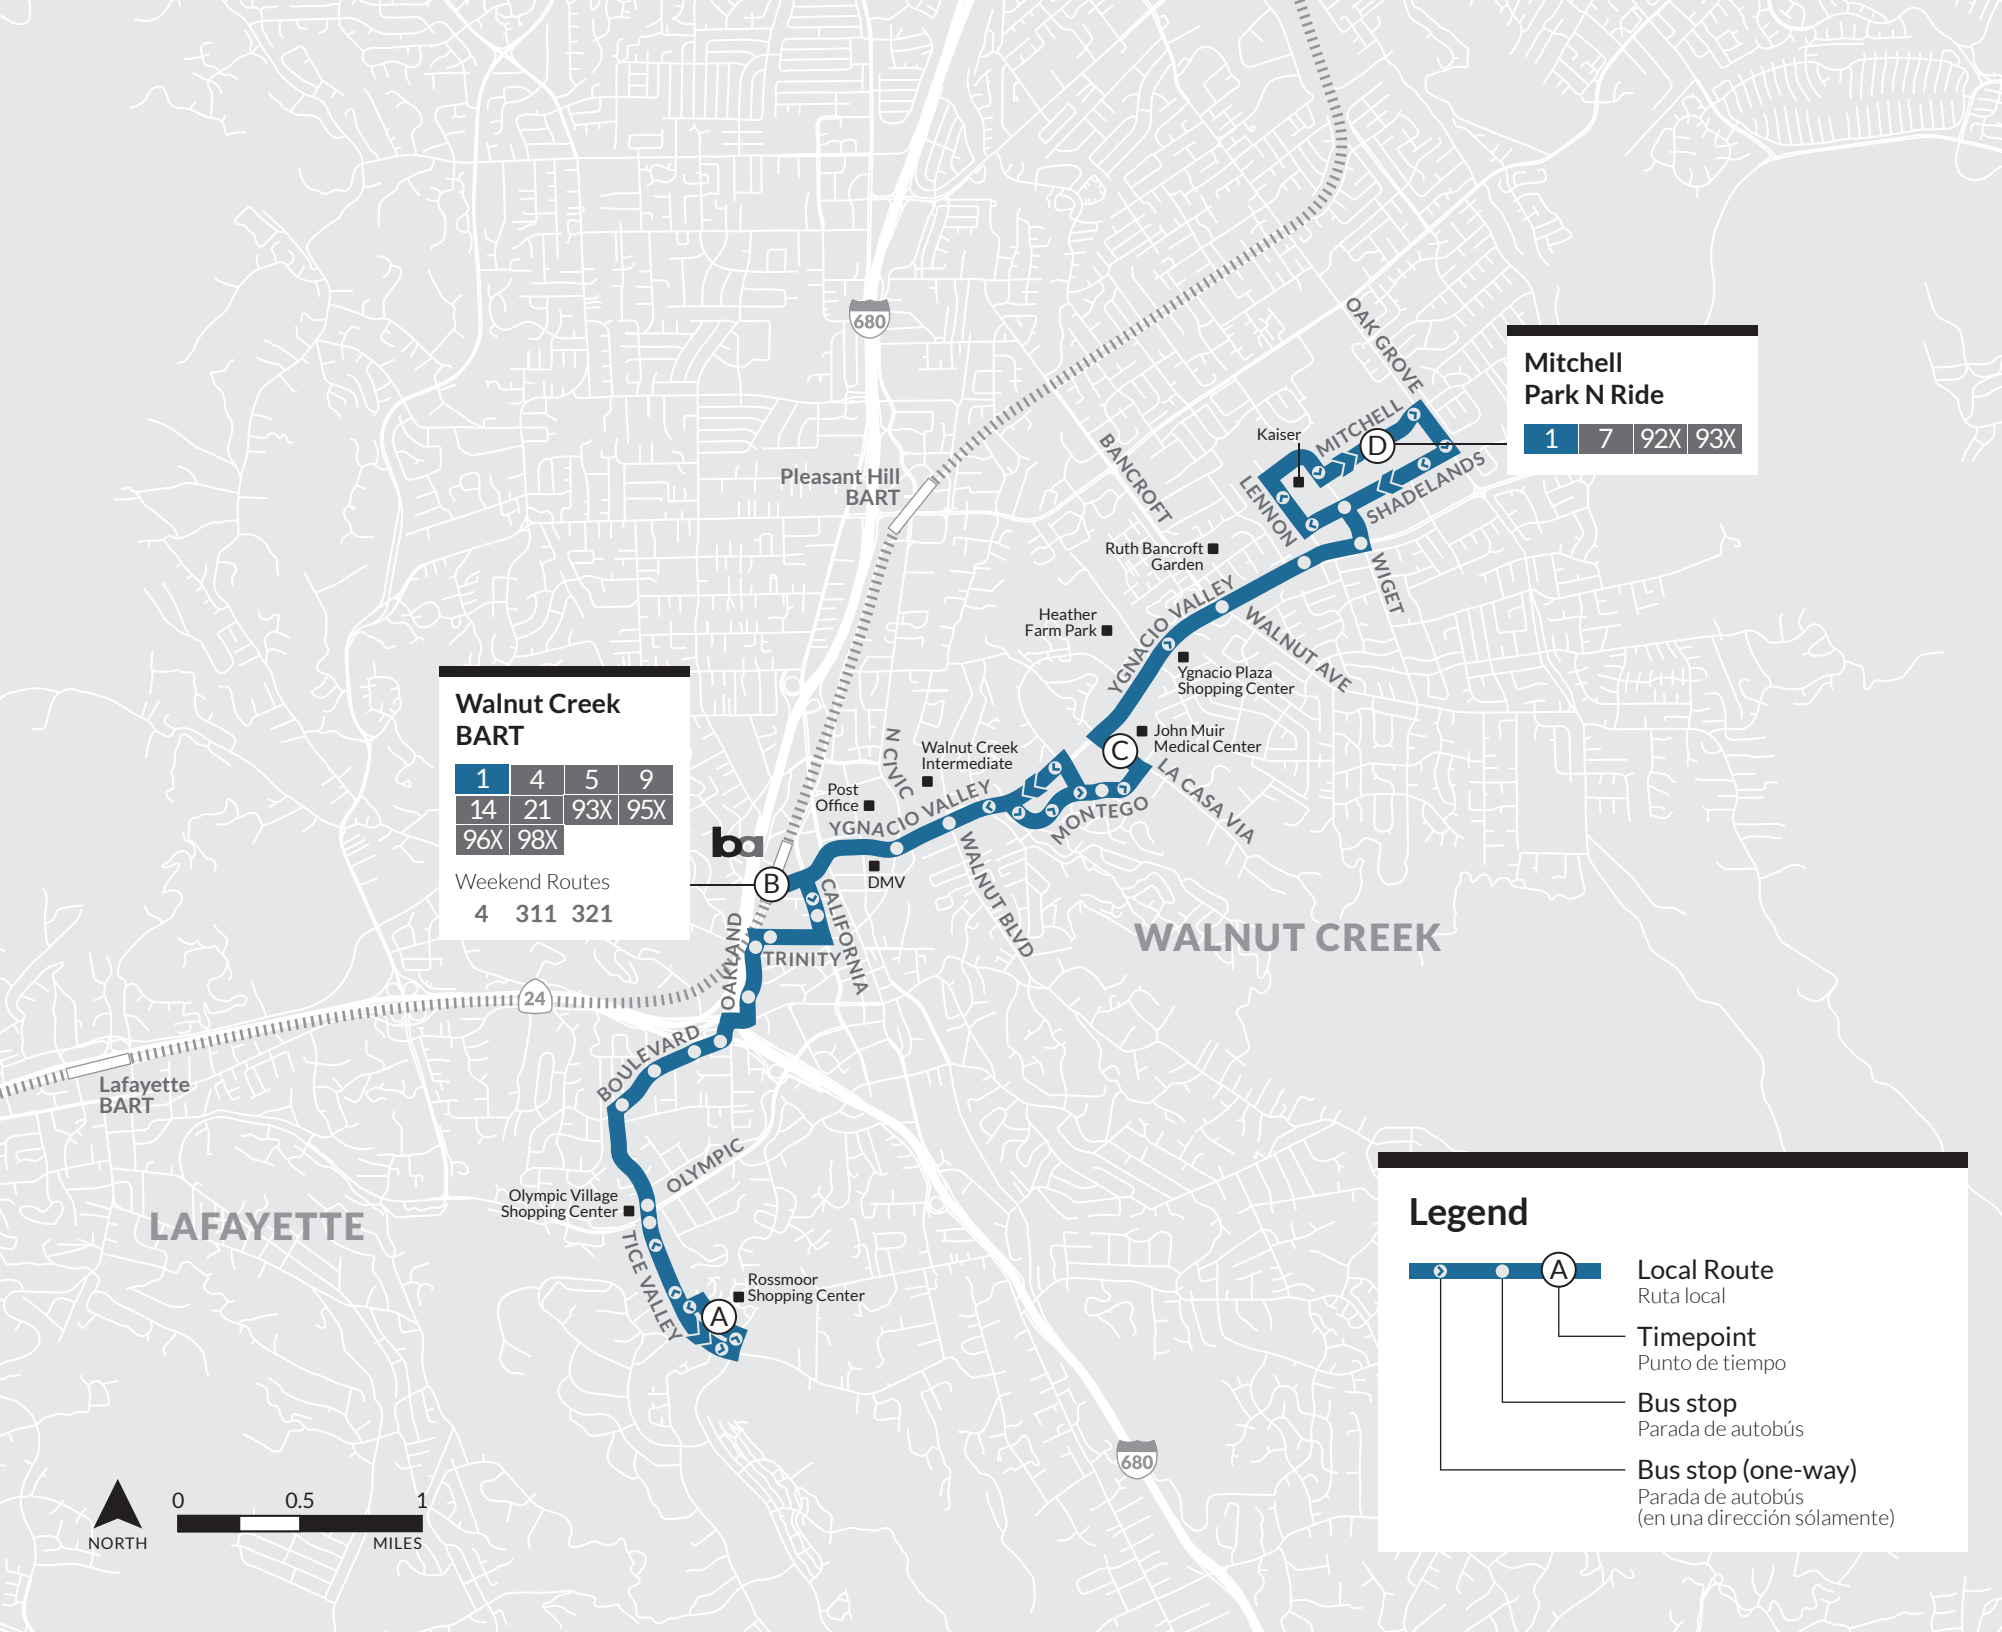 680
OAK GROVE
Mitchell
Park N Ride
1 7 92X 93X
MITCHELL
Kaiser
D
BANCROFT
LENNON
SHADELANDS
Pleasant Hill
BART
Ruth Bancroft
Garden
WIGET
YGNACIO VALLEY
WALNUT AVE
Heather
Farm Park
Ygnacio Plaza
Shopping Center
Walnut Creek
BART
1 4 5 9
14 21 93X 95X
96X 98X
Weekend Routes
4 311 321
N CIVIC
Walnut Creek
Intermediate
C
John Muir
Medical Center
LA CASA VIA
Post
Office
YGNACIO VALLEY
MONTEGO
ba
B
DMV
WALNUT BLVD
CALIFORNIA
OAKLAND
TRINITY
WALNUT CREEK
24
BOULEVARD
Lafayette
BART
OLYMPIC
Olympic Village
Shopping Center
LAFAYETTE
TICE VALLEY
Rossmoor
Shopping Center
A
680
NORTH
0 0.5 1
MILES
Legend
A
Local Route
Ruta local
Timepoint
Punto de tiempo
Bus stop
Parada de autobús
Bus stop (one-way)
Parada de autobús
(en una dirección sólamente)